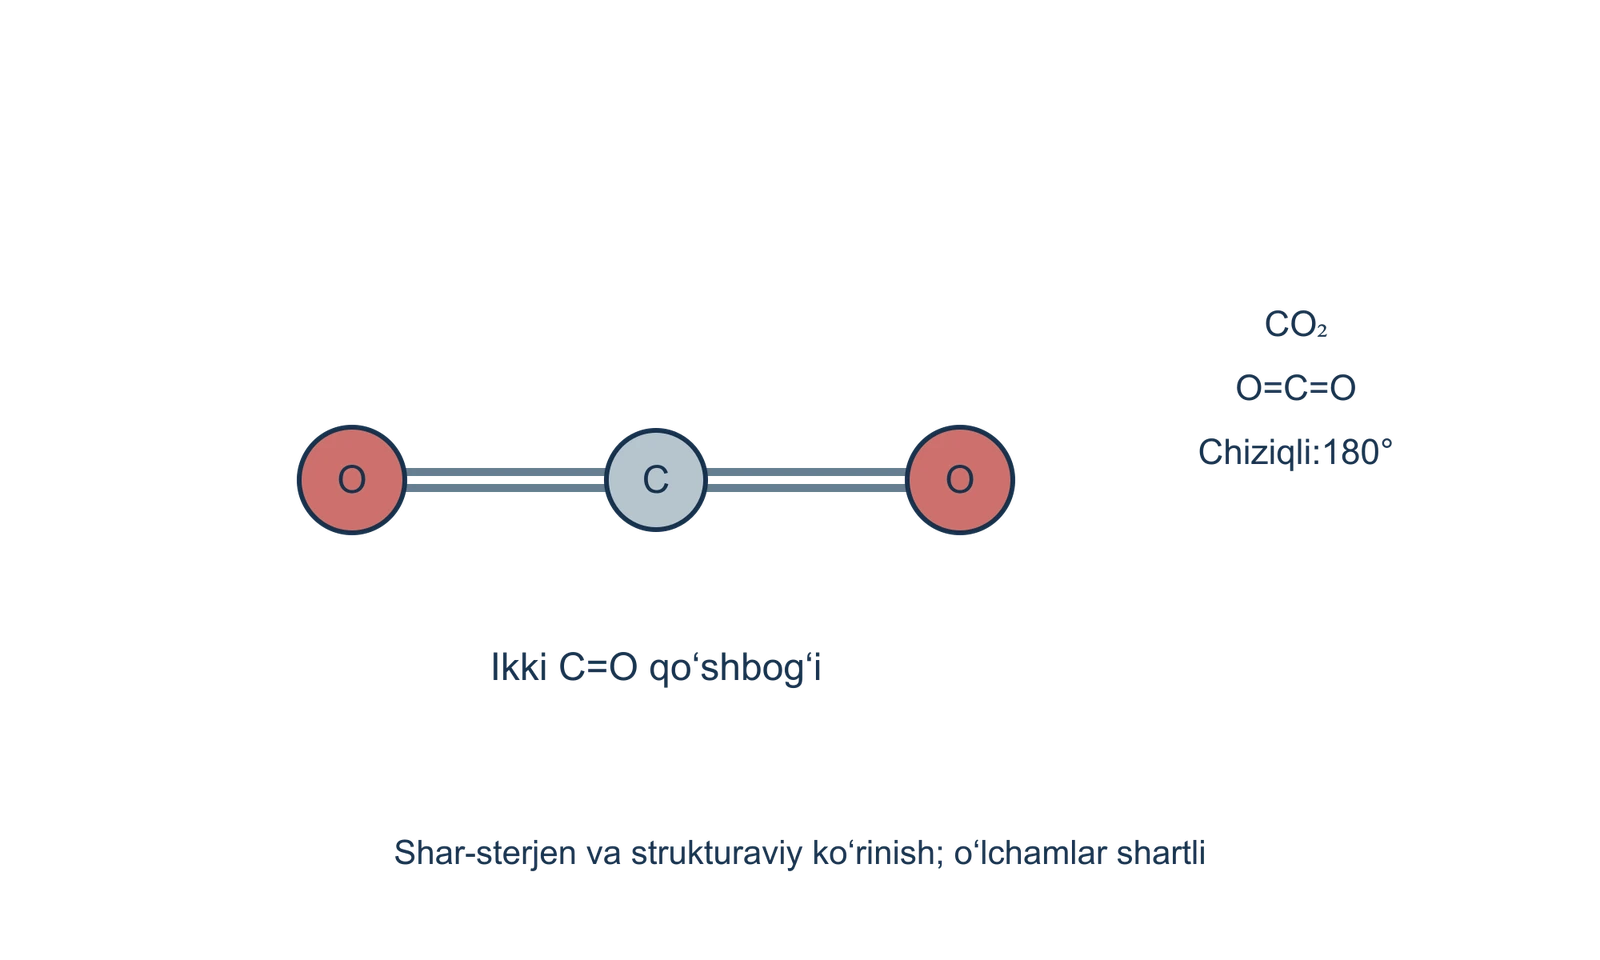 CO₂
O=C=O
Chiziqli:180°
O
C
O
Ikki C=O qo‘shbog‘i
Shar-sterjen va strukturaviy ko‘rinish; o‘lchamlar shartli